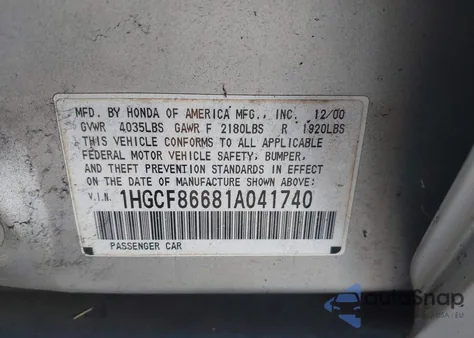 MFD. BY HONDA OF AMERICA MFG., INC. 12/00
GVWR 4035LBS GAWR F 2180LBS R 1920LBS
THIS VEHICLE CONFORMS TO ALL APPLICABLE
FEDERAL MOTOR VEHICLE SAFETY, BUMPER,
AND THEFT PREVENTION STANDARDS IN EFFECT
ON THE DATE OF MANUFACTURE SHOWN ABOVE:
V.I.N. 1HGCF86681A041740
PASSENGER CAR
autoSnap